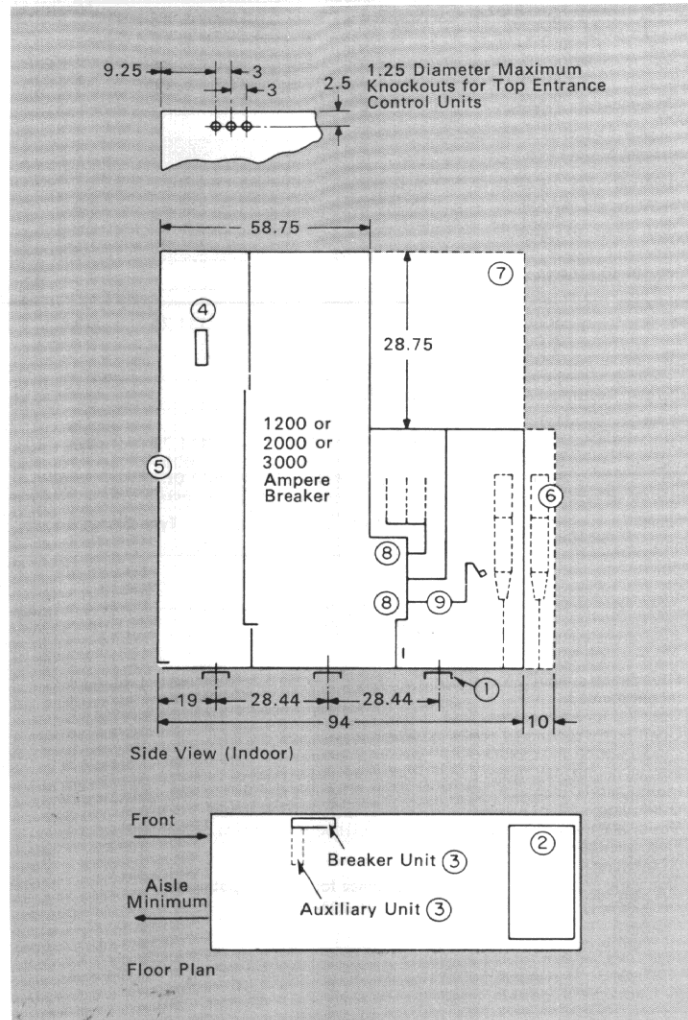 9.25
3
3
2.5
1.25 Diameter Maximum
Knockouts for Top Entrance
Control Units
58.75
7
4
28.75
1200 or
2000 or
3000
Ampere
Breaker
5
6
8
8
9
1
19
28.44
28.44
94
10
Side View (Indoor)
Front
2
Breaker Unit 3
Aisle
Minimum
Auxiliary Unit 3
Floor Plan